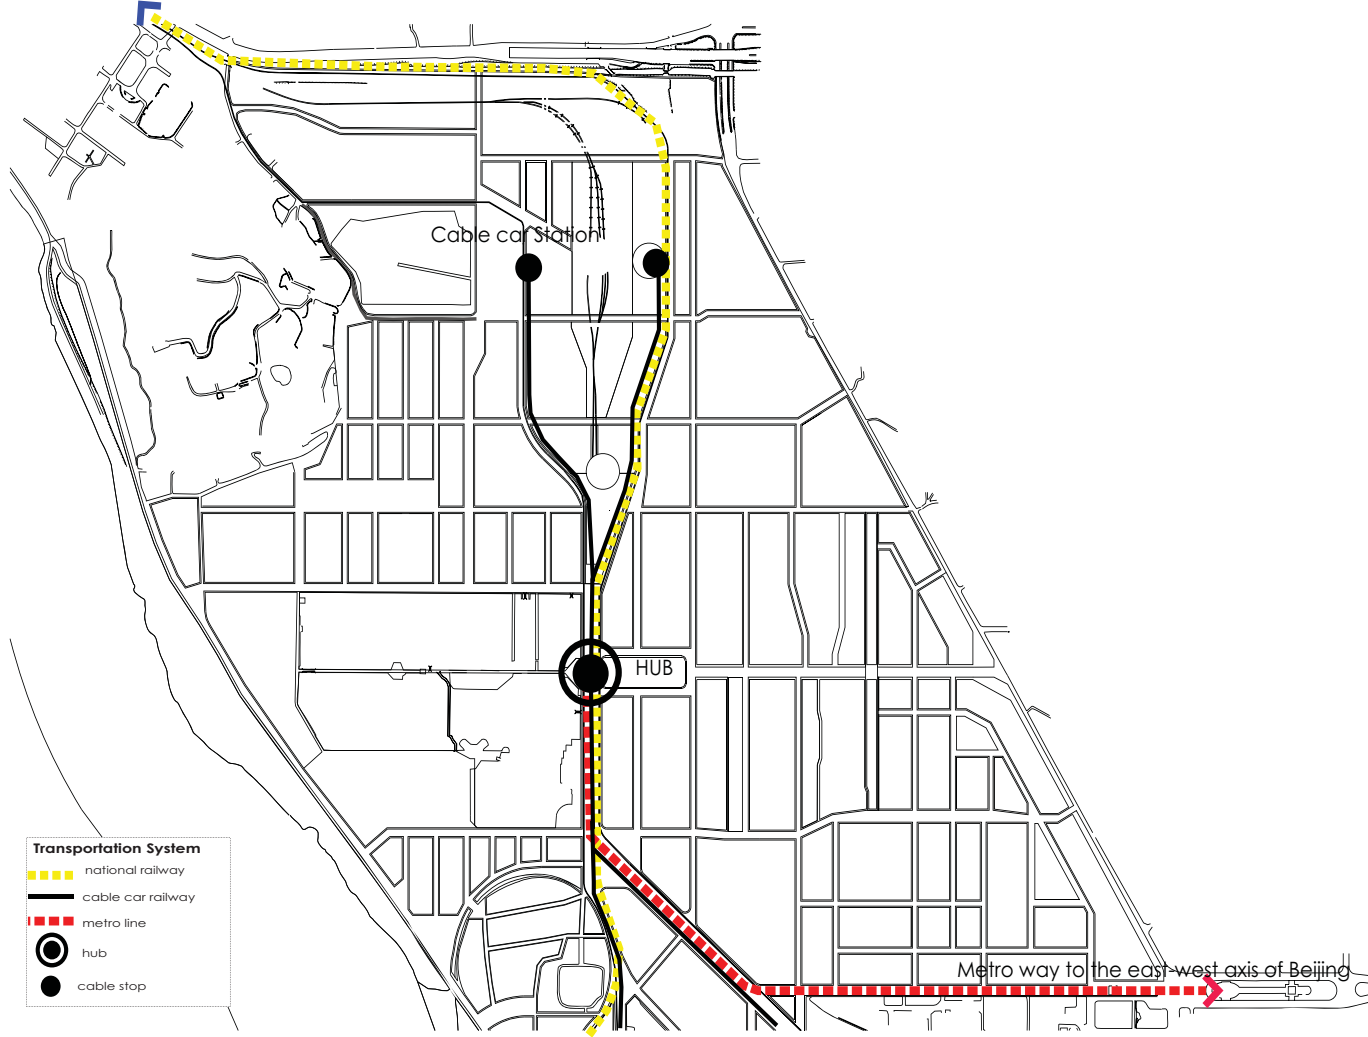 Cable car Station
HUB
Transportation System
national railway
cable car railway
metro line
hub
cable stop
Metro way to the east-west axis of Beijing